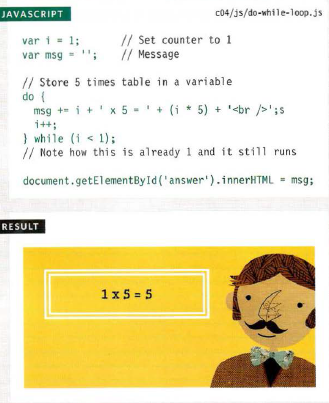 JAVASCRIPT
c04/js/do-while-loop.js
var i = 1; // Set counter to 1
var msg = ''; // Message
// Store 5 times table in a variable
do {
msg += i + ' x 5 = ' + (i * 5) + '<br />';s
i++;
} while (i < 1);
// Note how this is already 1 and it still runs
document.getElementById('answer').innerHTML = msg;
RESULT
1 x 5 = 5